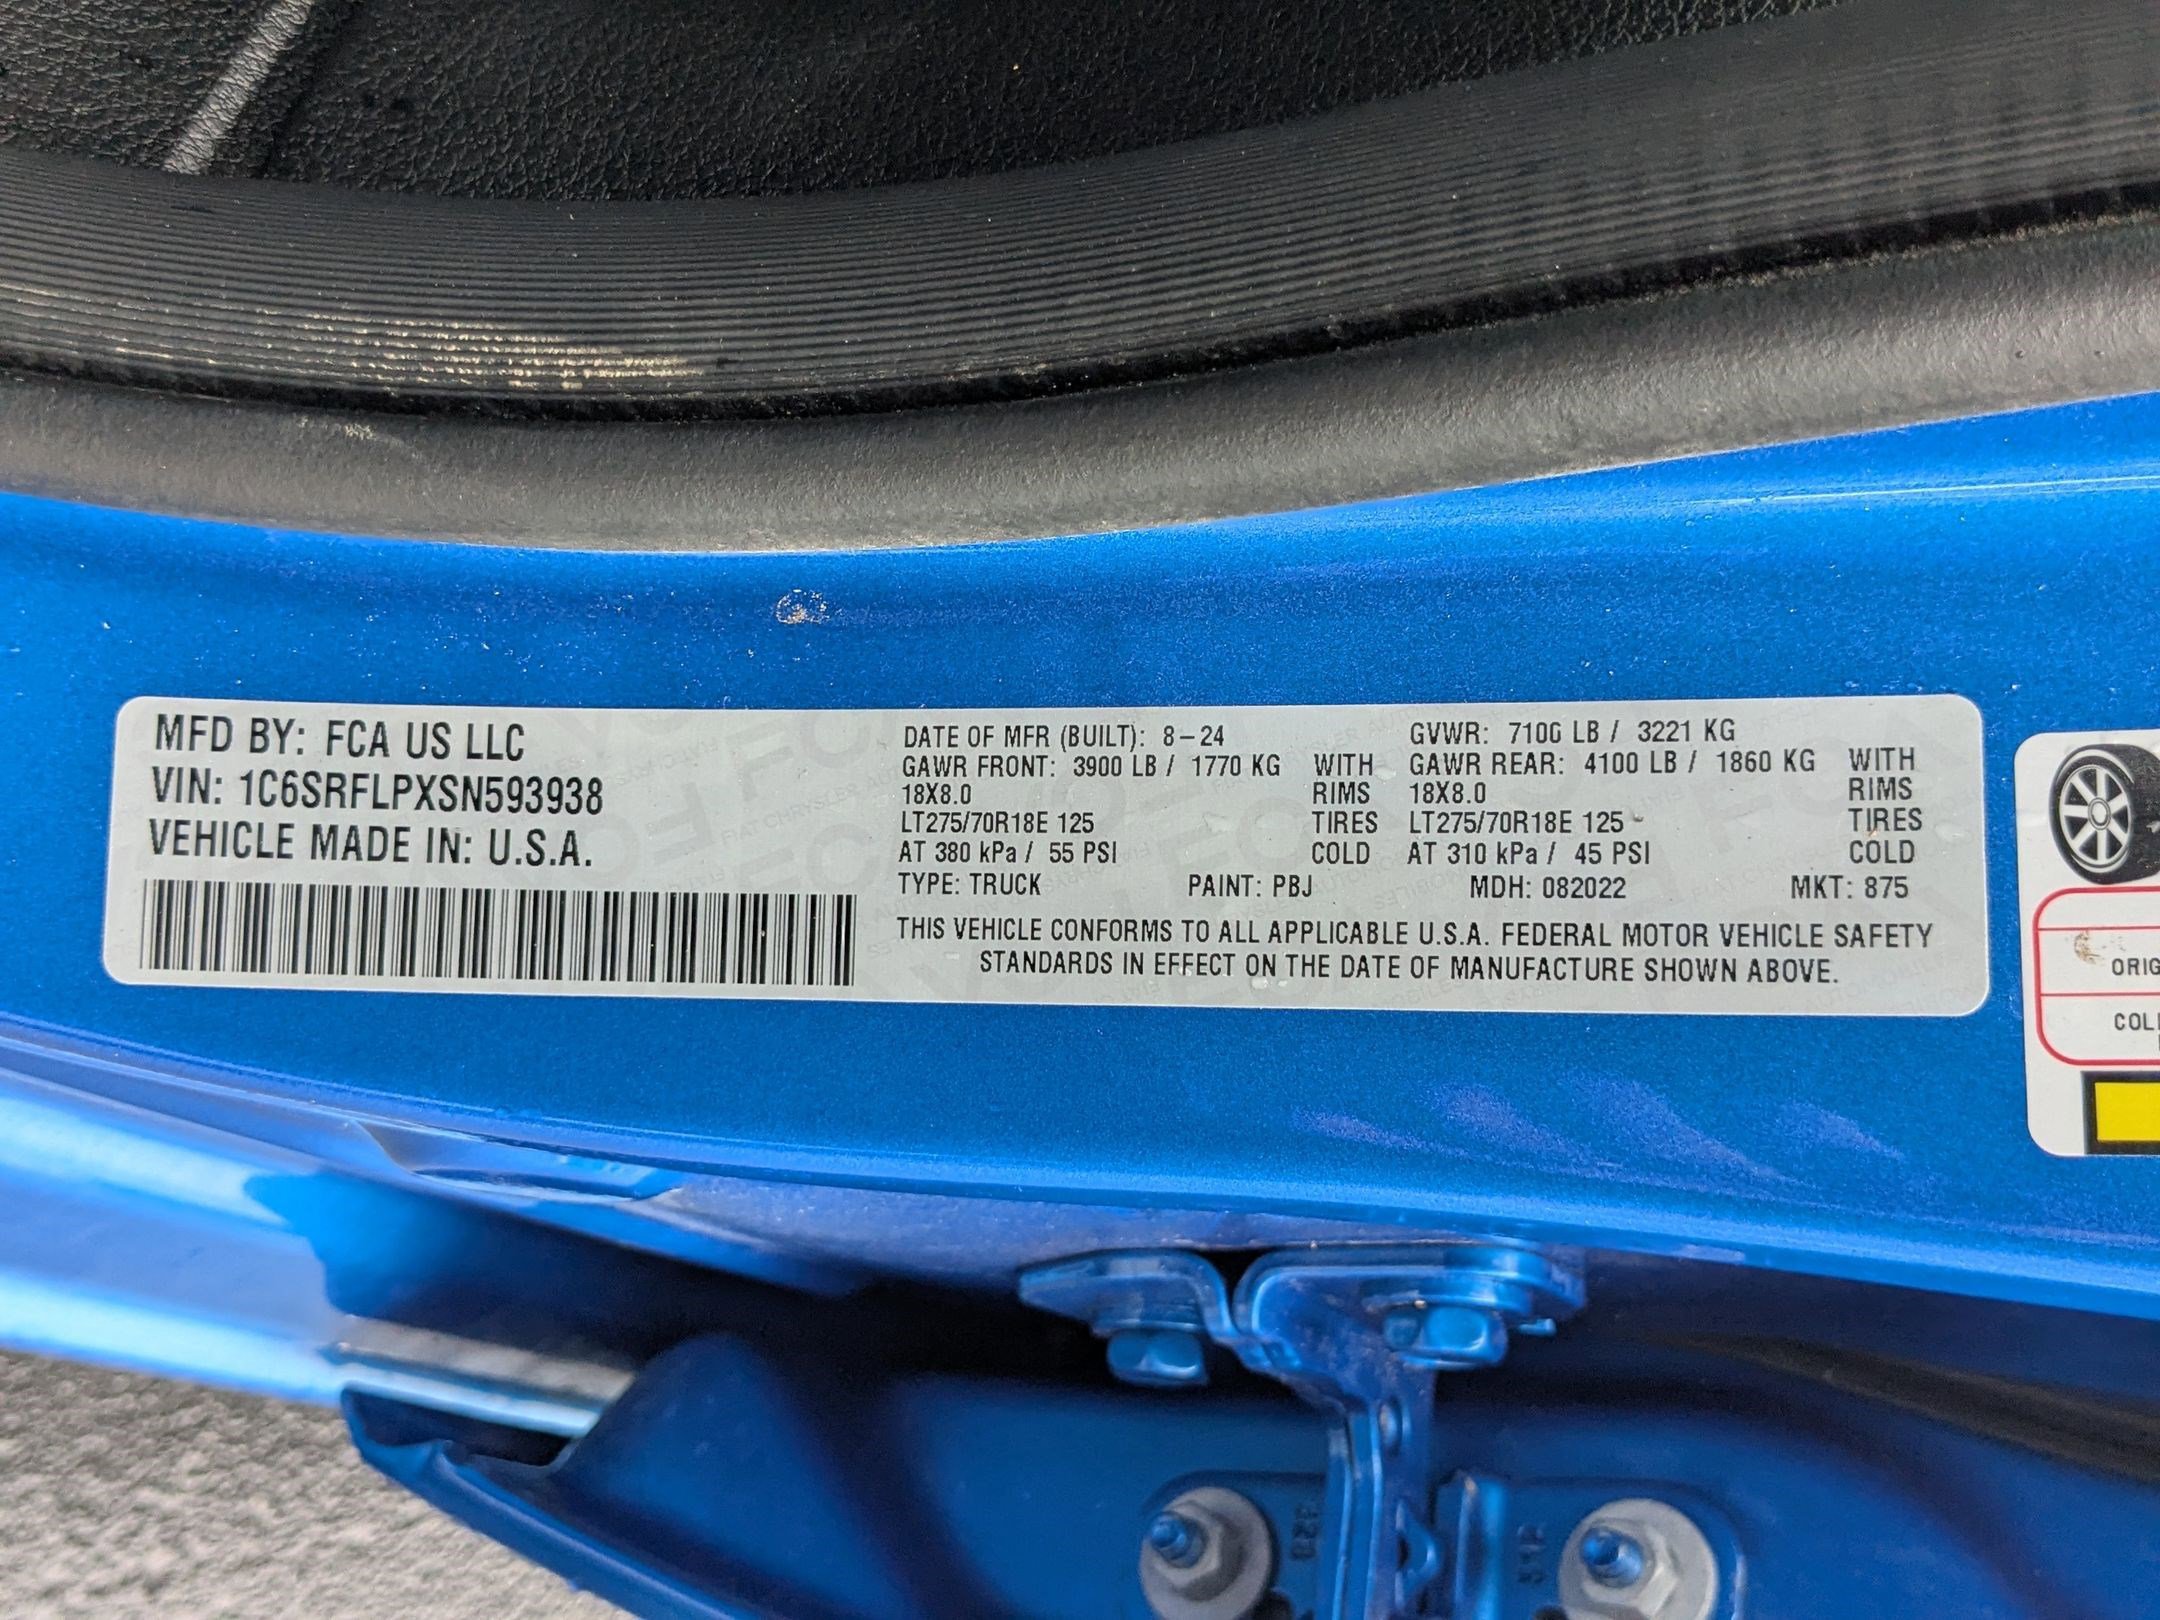 MFD BY: FCA US LLC
VIN: 1C6SRFLPXSN593938
VEHICLE MADE IN: U.S.A.
DATE OF MFR (BUILT): 8-24 GVWR: 7100 LB / 3221 KG
GAWR FRONT: 3900 LB / 1770 KG WITH GAWR REAR: 4100 LB / 1860 KG WITH
18X8.0 RIMS 18X8.0 RIMS
LT275/70R18E 125 TIRES LT275/70R18E 125 TIRES
AT 380 kPa / 55 PSI COLD AT 310 kPa / 45 PSI COLD
TYPE: TRUCK PAINT: PBJ MDH: 082022 MKT: 875
THIS VEHICLE CONFORMS TO ALL APPLICABLE U.S.A. FEDERAL MOTOR VEHICLE SAFETY
STANDARDS IN EFFECT ON THE DATE OF MANUFACTURE SHOWN ABOVE.
ORIG
COL